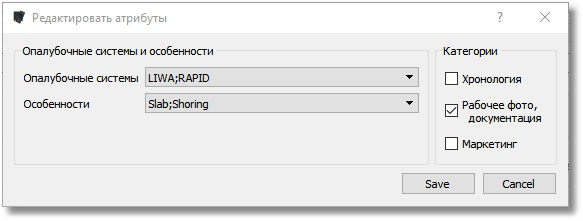 Редактировать атрибуты
?
Опалубочные системы и особенности
Опалубочные системы LIWA;RAPID
Особенности Slab;Shoring
Категории
Хронология
Рабочее фото,
документация
Маркетинг
Save
Cancel